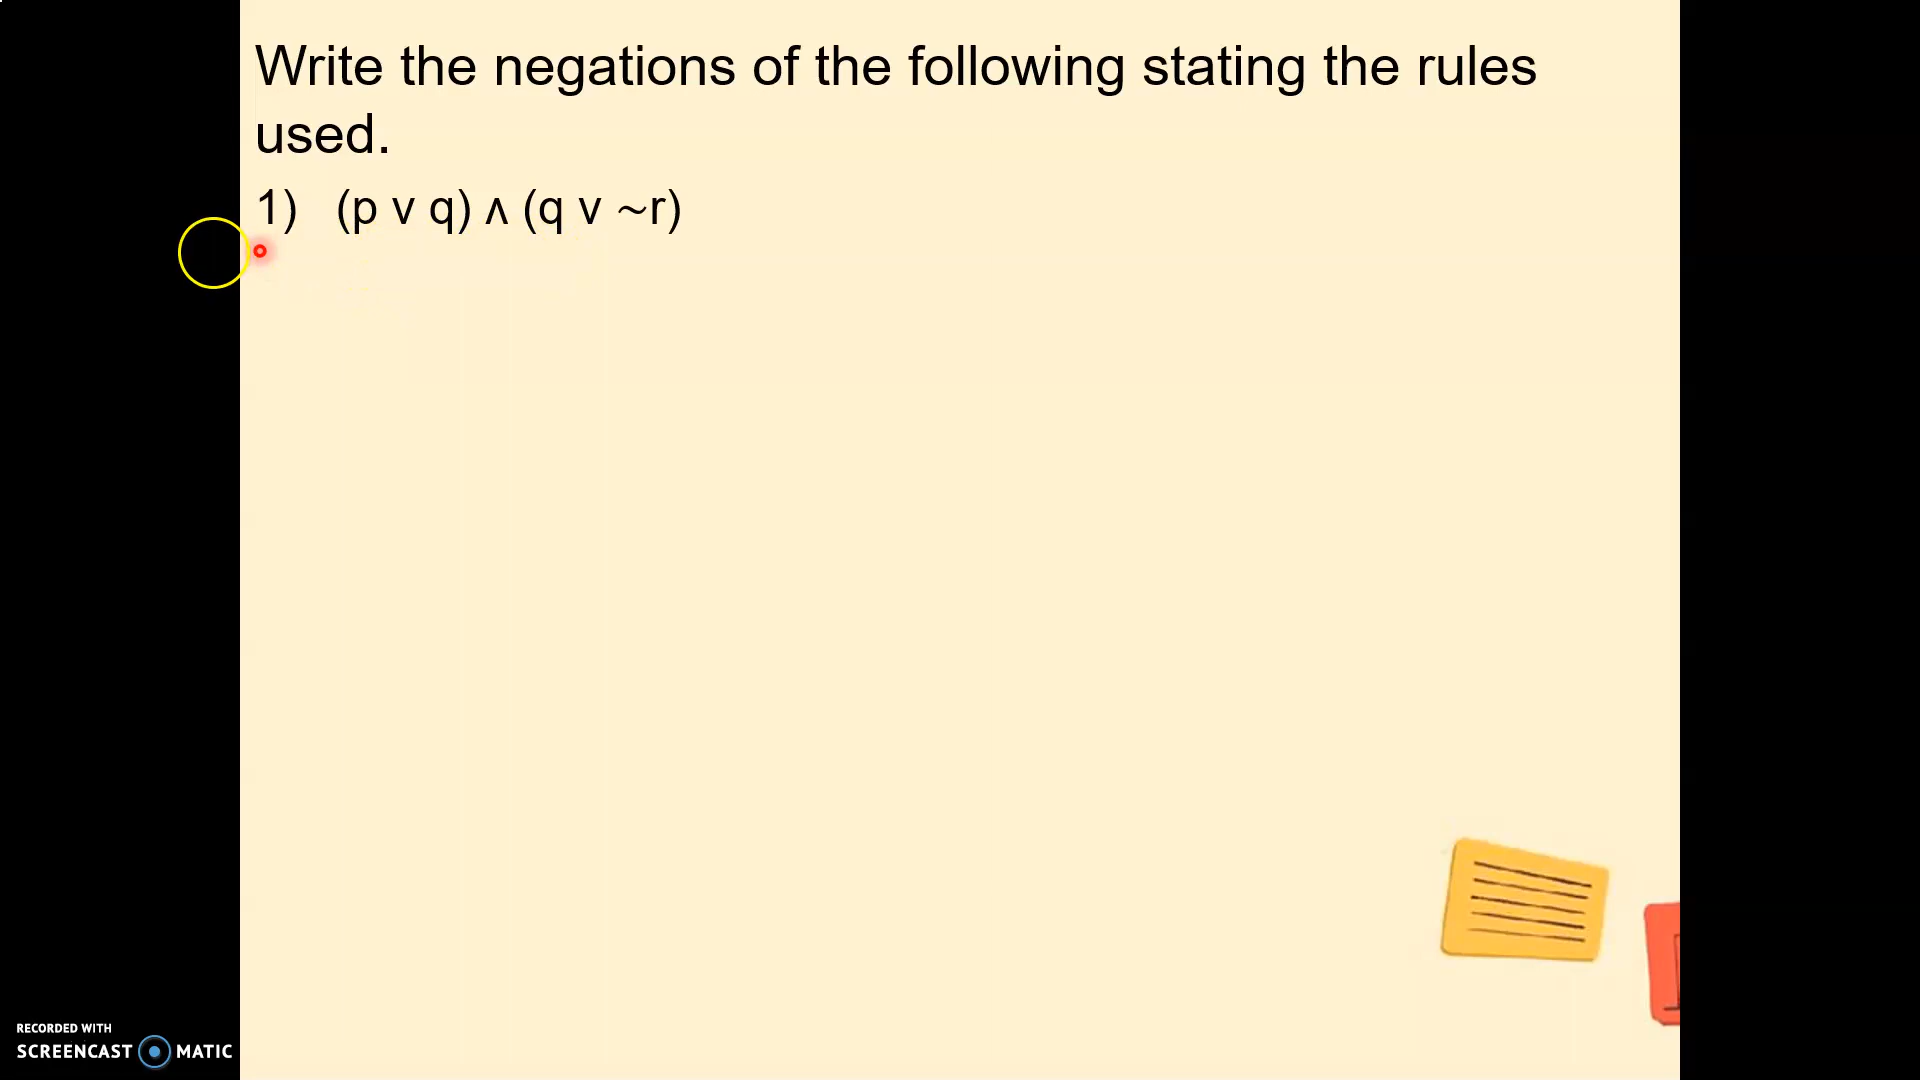 Write the negations of the following stating the rules
used.
1) (p v q) ʌ (q v ~r)
RECORDED WITH
SCREENCAST MATIC